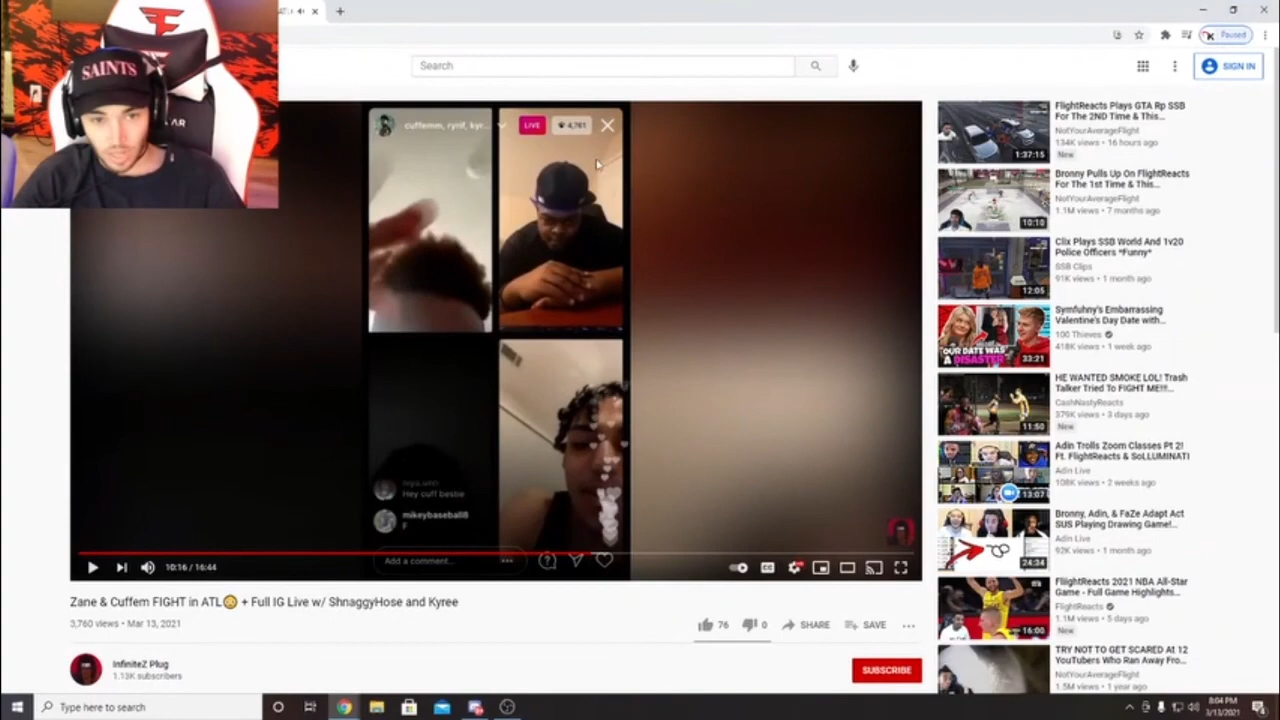 SAINTS
Paused
Search
SIGN IN
cuffemm, ryrif, kyr...
LIVE
4,761
Hey cuff bestie
mikeybaseball8
F
Add a comment...
10:16 / 16:44
Zane & Cuffem FIGHT in ATL😳 + Full IG Live w/ ShnaggyHose and Kyree
3,760 views • Mar 13, 2021
76
0
SHARE
SAVE
InfiniteZ Plug
1.13K subscribers
SUBSCRIBE
FlightReacts Plays GTA Rp SSB
For The 2ND Time & This...
NotYourAverageFlight
134K views • 16 hours ago
New
1:37:15
Bronny Pulls Up On FlightReacts
For The 1st Time & This...
NotYourAverageFlight
1.1M views • 7 months ago
10:10
Clix Plays SSB World And 1v20
Police Officers *Funny*
SSB Clips
91K views • 1 month ago
12:05
Symfuhny's Embarrassing
Valentine's Day Date with...
100 Thieves
418K views • 1 week ago
OUR DATE WAS
A DISASTER
33:21
HE WANTED SMOKE LOL! Trash
Talker Tried To FIGHT ME!!!...
CashNastyReacts
379K views • 3 days ago
New
11:50
Adin Trolls Zoom Classes Pt 2!
Ft. FlightReacts & SoLLUMINATI
Adin Live
108K views • 2 weeks ago
13:07
Bronny, Adin, & FaZe Adapt Act
SUS Playing Drawing Game!...
Adin Live
92K views • 1 month ago
24:34
FliightReacts 2021 NBA All-Star
Game - Full Game Highlights...
FlightReacts
1.1M views • 5 days ago
New
16:00
TRY NOT TO GET SCARED At 12
YouTubers Who Ran Away Fro...
NotYourAverageFlight
1.5M views • 1 year ago
Type here to search
8:04 PM
3/13/2021